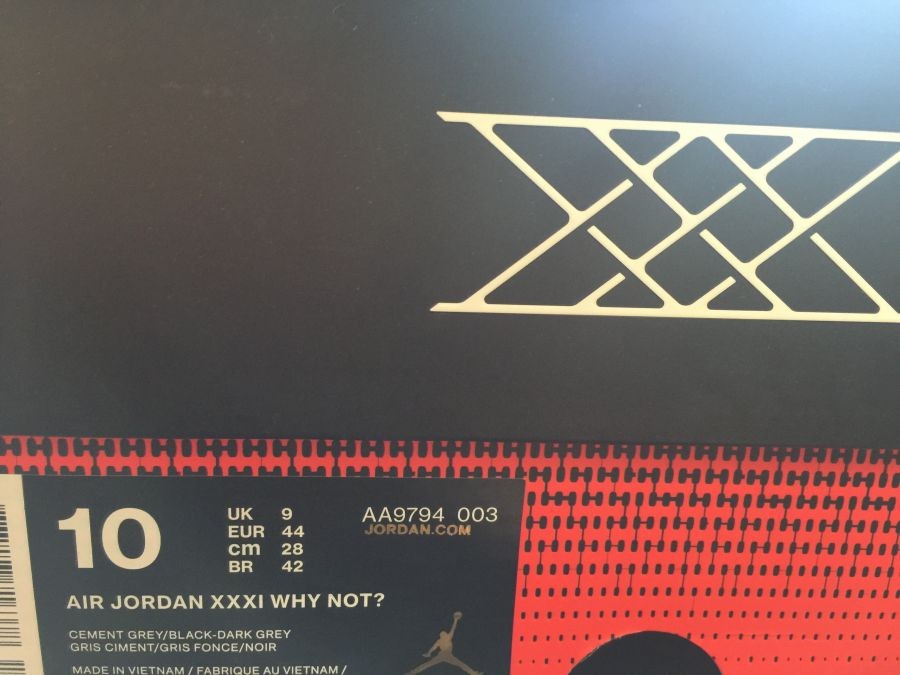 XXXI
10
UK 9
EUR 44
cm 28
BR 42
AA9794 003
JORDAN.COM
AIR JORDAN XXXI WHY NOT?
CEMENT GREY/BLACK-DARK GREY
GRIS CIMENT/GRIS FONCE/NOIR
MADE IN VIETNAM / FABRIQUE AU VIETNAM /